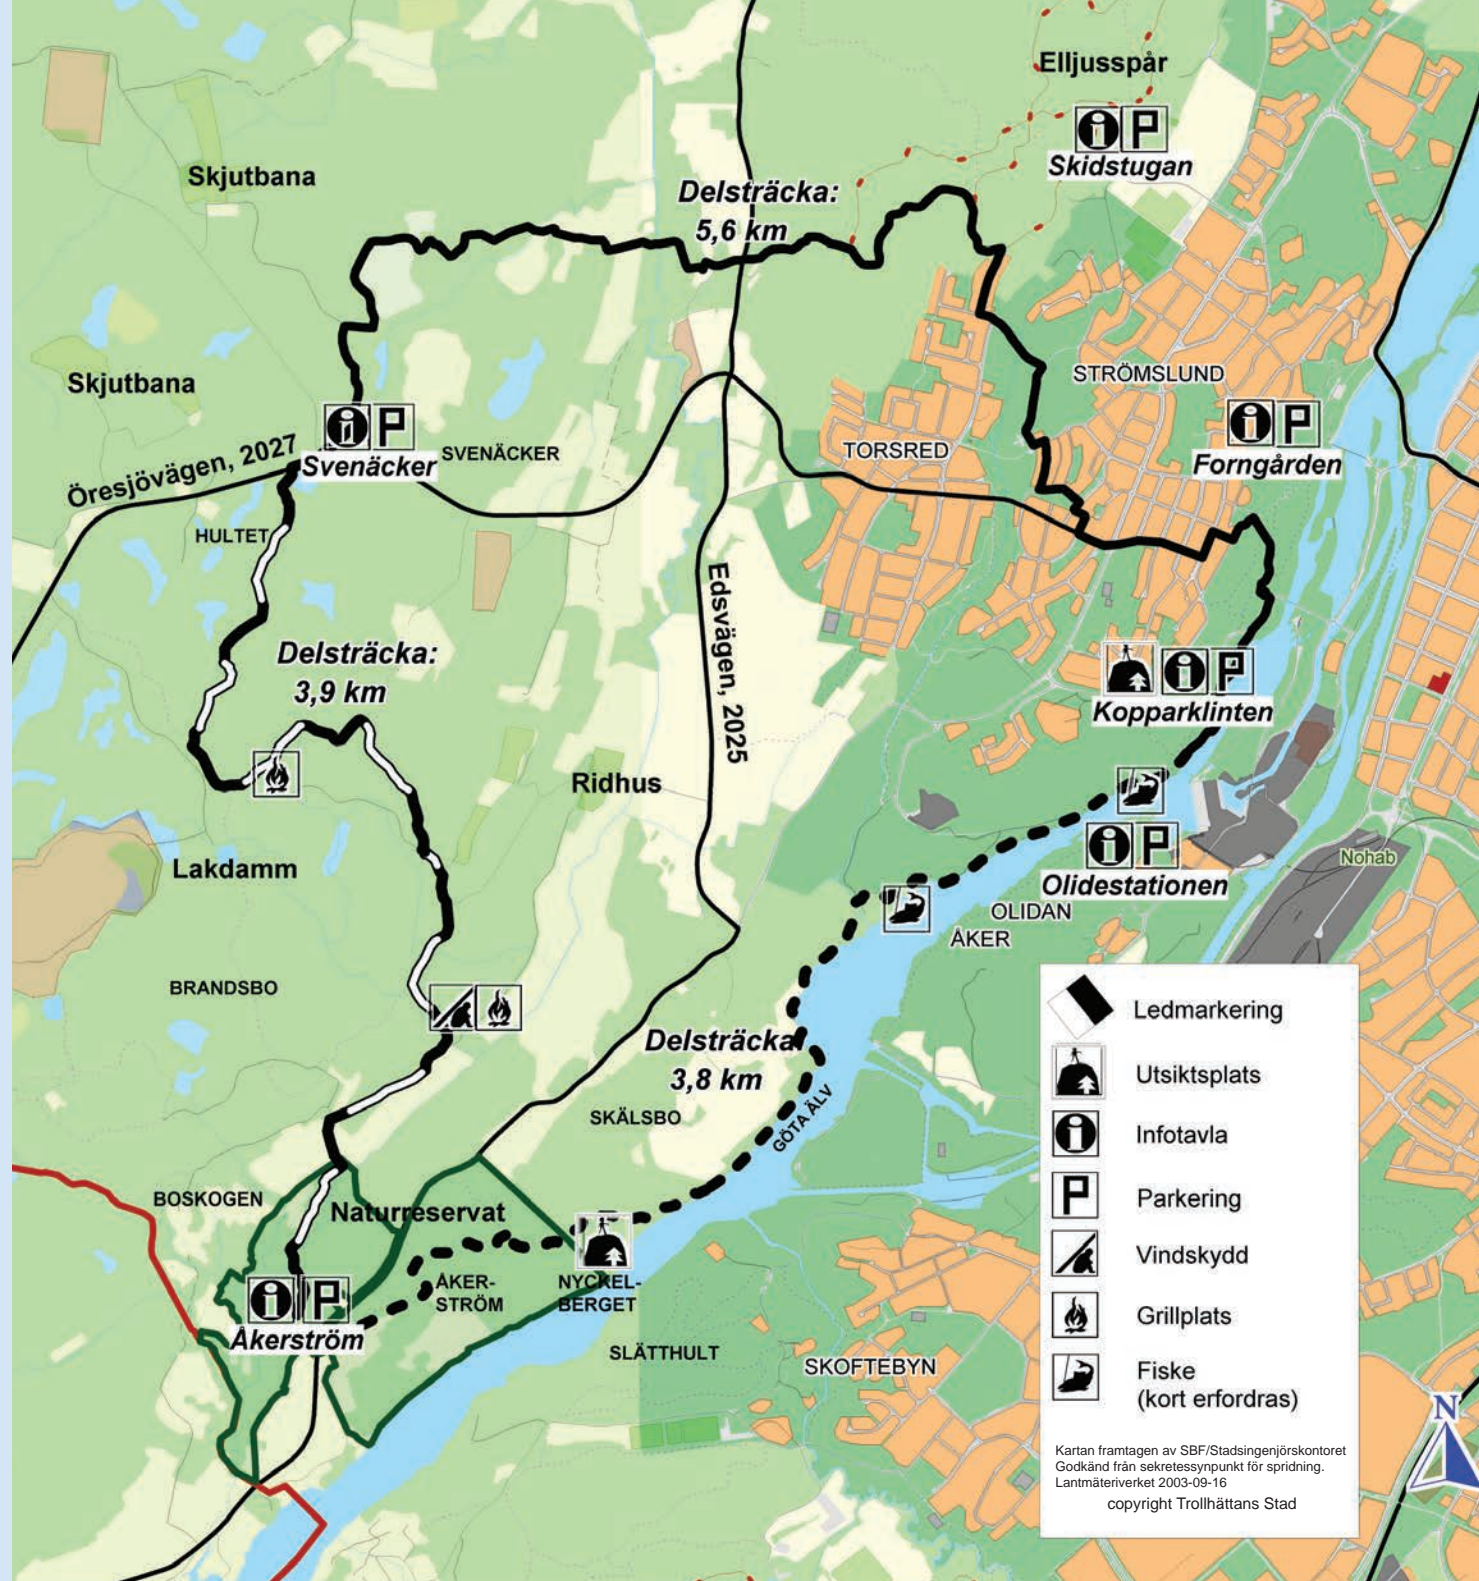 Elljusspår
Skidstugan
Skjutbana
Delsträcka:
5,6 km
Skjutbana
STRÖMSLUND
Öresjövägen, 2027
Svenäcker
SVENÄCKER
TORSRED
Forngården
HULTET
Edsvägen, 2025
Delsträcka:
3,9 km
Kopparklinten
Ridhus
Lakdamm
Nohab
Olidestationen
OLIDAN
ÅKER
BRANDSBO
Delsträcka:
3,8 km
SKÄLSBO
GÖTA ÄLV
BOSKOGEN
Naturreservat
ÅKER-
STRÖM
NYCKEL-
BERGET
Åkerström
SLÄTTHULT
SKOFTEBYN
Ledmarkering
Utsiktsplats
Infotavla
P Parkering
Vindskydd
Grillplats
Fiske
(kort erfordras)
N
Kartan framtagen av SBF/Stadsingenjörskontoret
Godkänd från sekretessynpunkt för spridning.
Lantmäteriverket 2003-09-16
copyright Trollhättans Stad